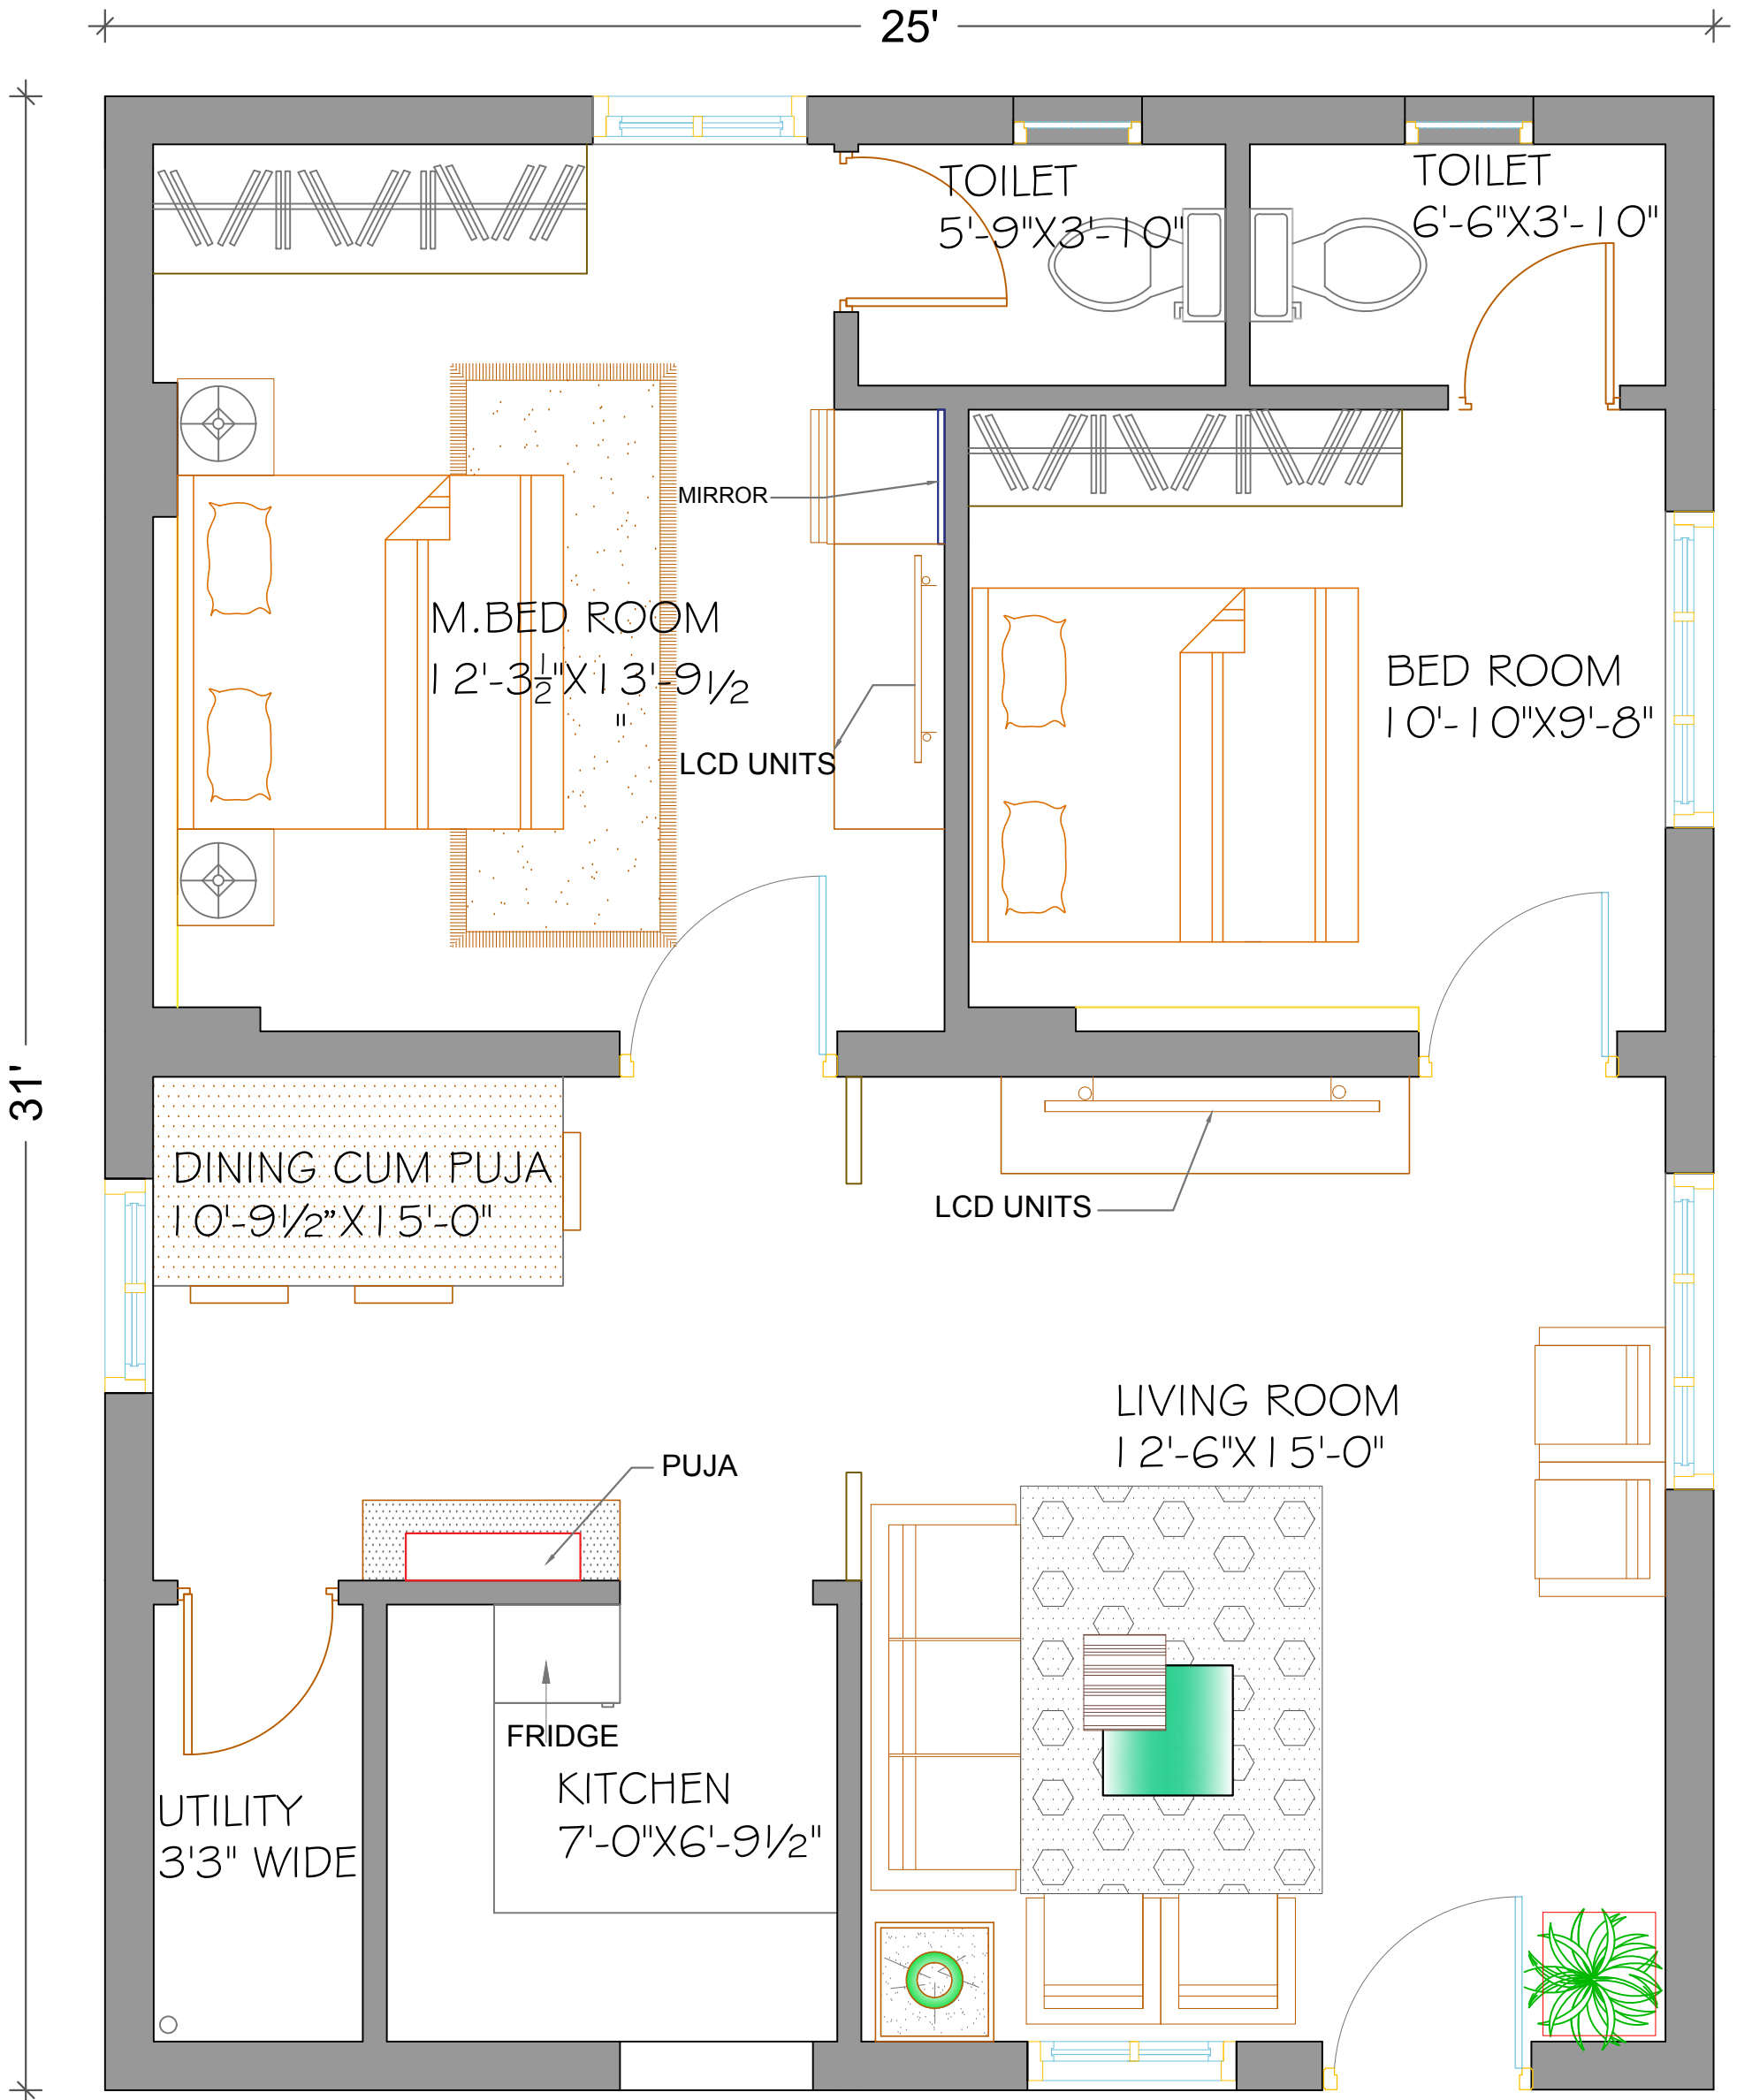 25'
TOILET
5'-9"X3'-10"
TOILET
6'-6"X3'-10"
MIRROR
M.BED ROOM
12'-3½"X13'-9½
"
BED ROOM
10'-10"X9'-8"
LCD UNITS
31'
DINING CUM PUJA
10'-9½”X15'-0"
LCD UNITS
LIVING ROOM
12'-6"X15'-0"
PUJA
FRIDGE
KITCHEN
7'-0"X6'-9½"
UTILITY
3'3" WIDE